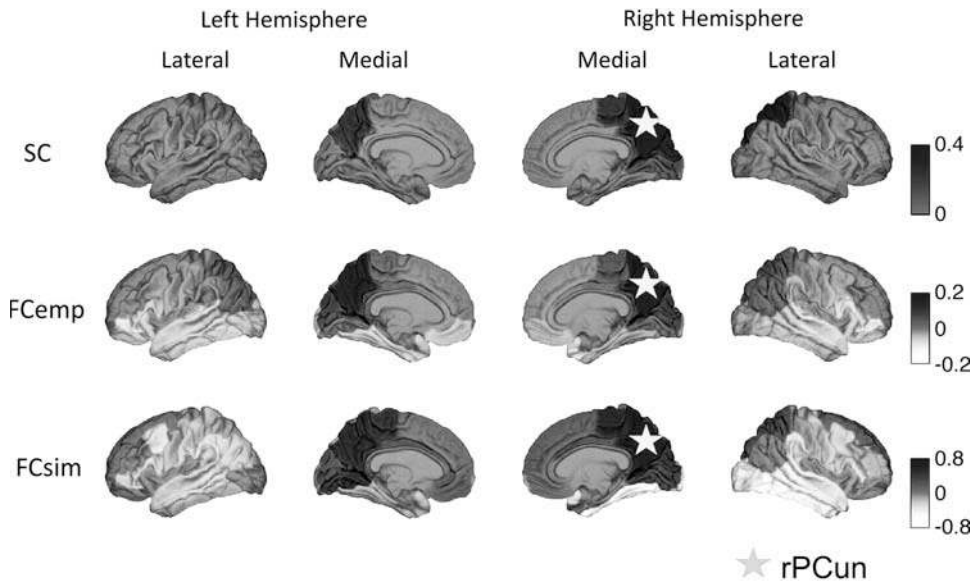 Left Hemisphere Right Hemisphere
Lateral Medial Medial Lateral
SC
0.4
0
FCemp
0.2
0
-0.2
FCsim
0.8
0
-0.8
rPCun